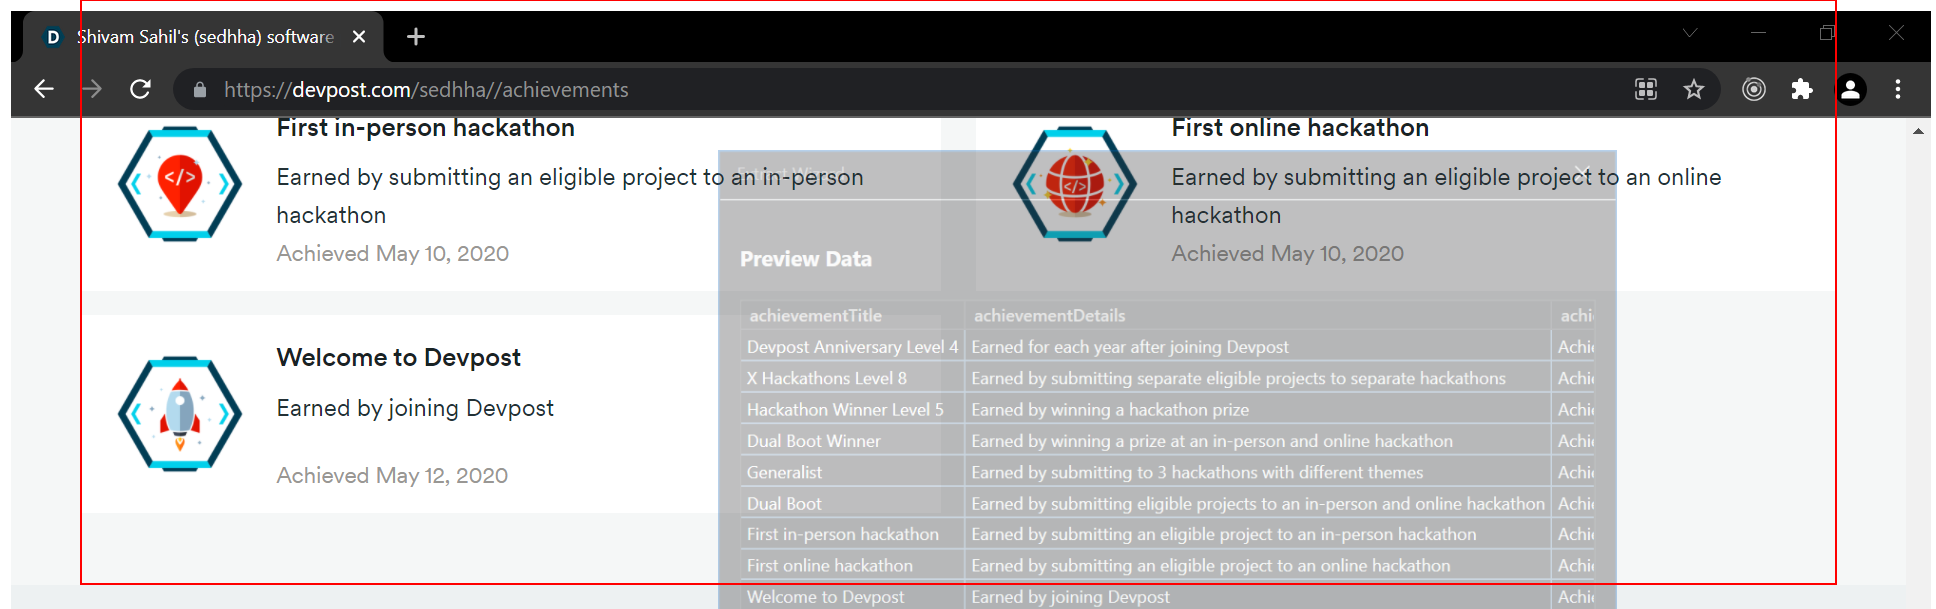 D Shivam Sahil's (sedhha) software
https://devpost.com/sedhha//achievements
First in-person hackathon
Earned by submitting an eligible project to an in-person
hackathon
Achieved May 10, 2020
First online hackathon
Earned by submitting an eligible project to an online
hackathon
Achieved May 10, 2020
Welcome to Devpost
Earned by joining Devpost
Achieved May 12, 2020
Preview Data
achievementTitle achievementDetails achi
Devpost Anniversary Level 4 Earned for each year after joining Devpost Achi
X Hackathons Level 8 Earned by submitting separate eligible projects to separate hackathons Achi
Hackathon Winner Level 5 Earned by winning a hackathon prize Achi
Dual Boot Winner Earned by winning a prize at an in-person and online hackathon Achi
Generalist Earned by submitting to 3 hackathons with different themes Achi
Dual Boot Earned by submitting eligible projects to an in-person and online hackathon Achi
First in-person hackathon Earned by submitting an eligible project to an in-person hackathon Achi
First online hackathon Earned by submitting an eligible project to an online hackathon Achi
Welcome to Devpost Earned by joining Devpost Achi